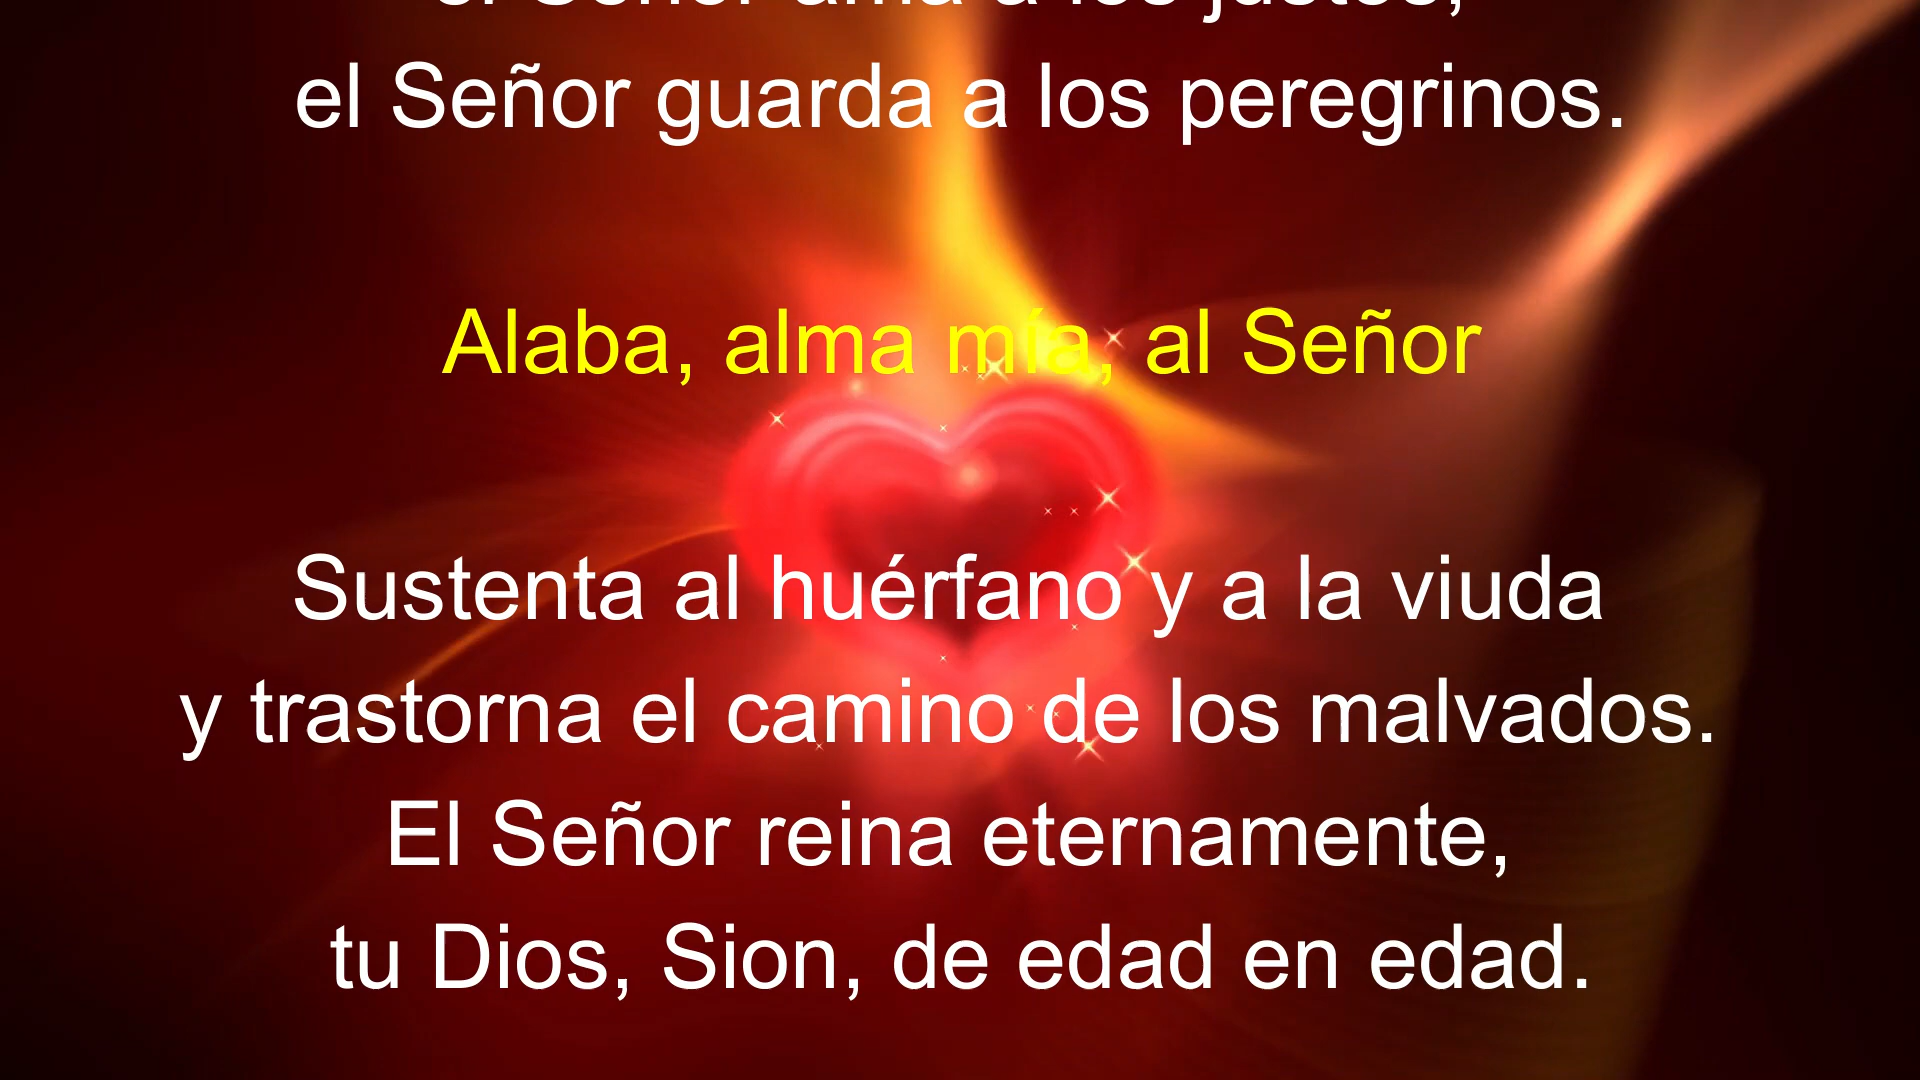 el Señor ama a los justos,
el Señor guarda a los peregrinos.
Alaba, alma mía, al Señor
Sustenta al huérfano y a la viuda
y trastorna el camino de los malvados.
El Señor reina eternamente,
tu Dios, Sion, de edad en edad.